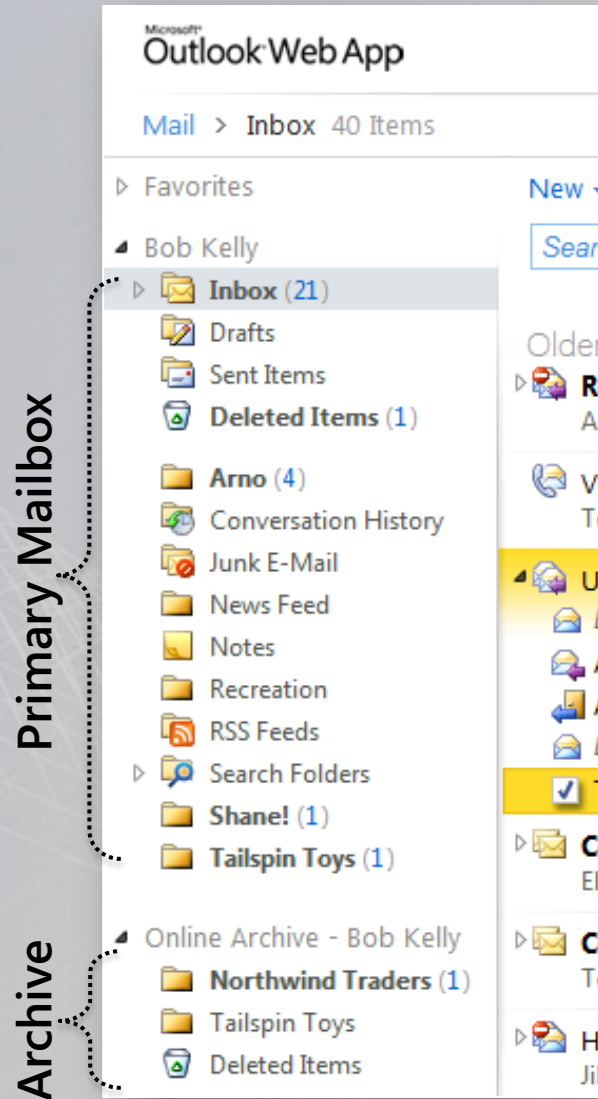 Microsoft®
Outlook Web App
Mail > Inbox 40 Items
Favorites
New
Bob Kelly
Inbox (21)
Drafts
Sent Items
Deleted Items (1)
Arno (4)
Conversation History
Junk E-Mail
News Feed
Notes
Recreation
RSS Feeds
Search Folders
Shane! (1)
Tailspin Toys (1)
Online Archive - Bob Kelly
Northwind Traders (1)
Tailspin Toys
Deleted Items
Primary Mailbox
Archive